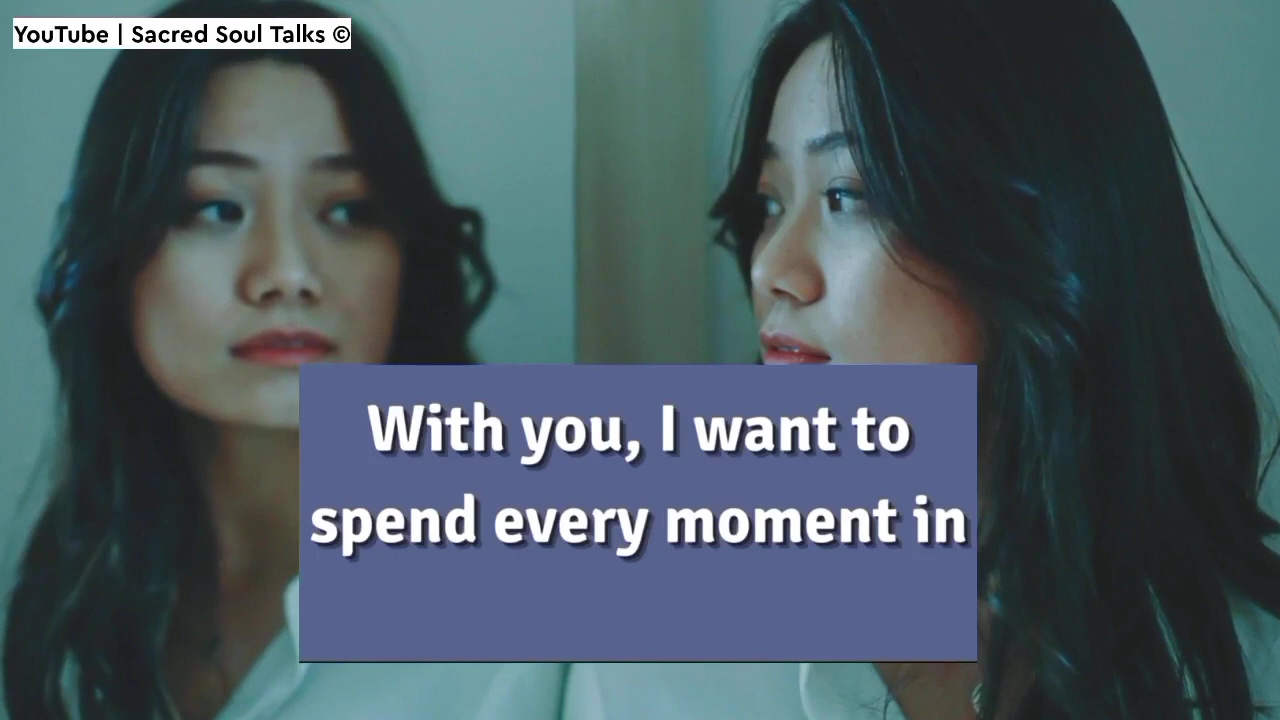 YouTube | Sacred Soul Talks ©
With you, I want to
spend every moment in